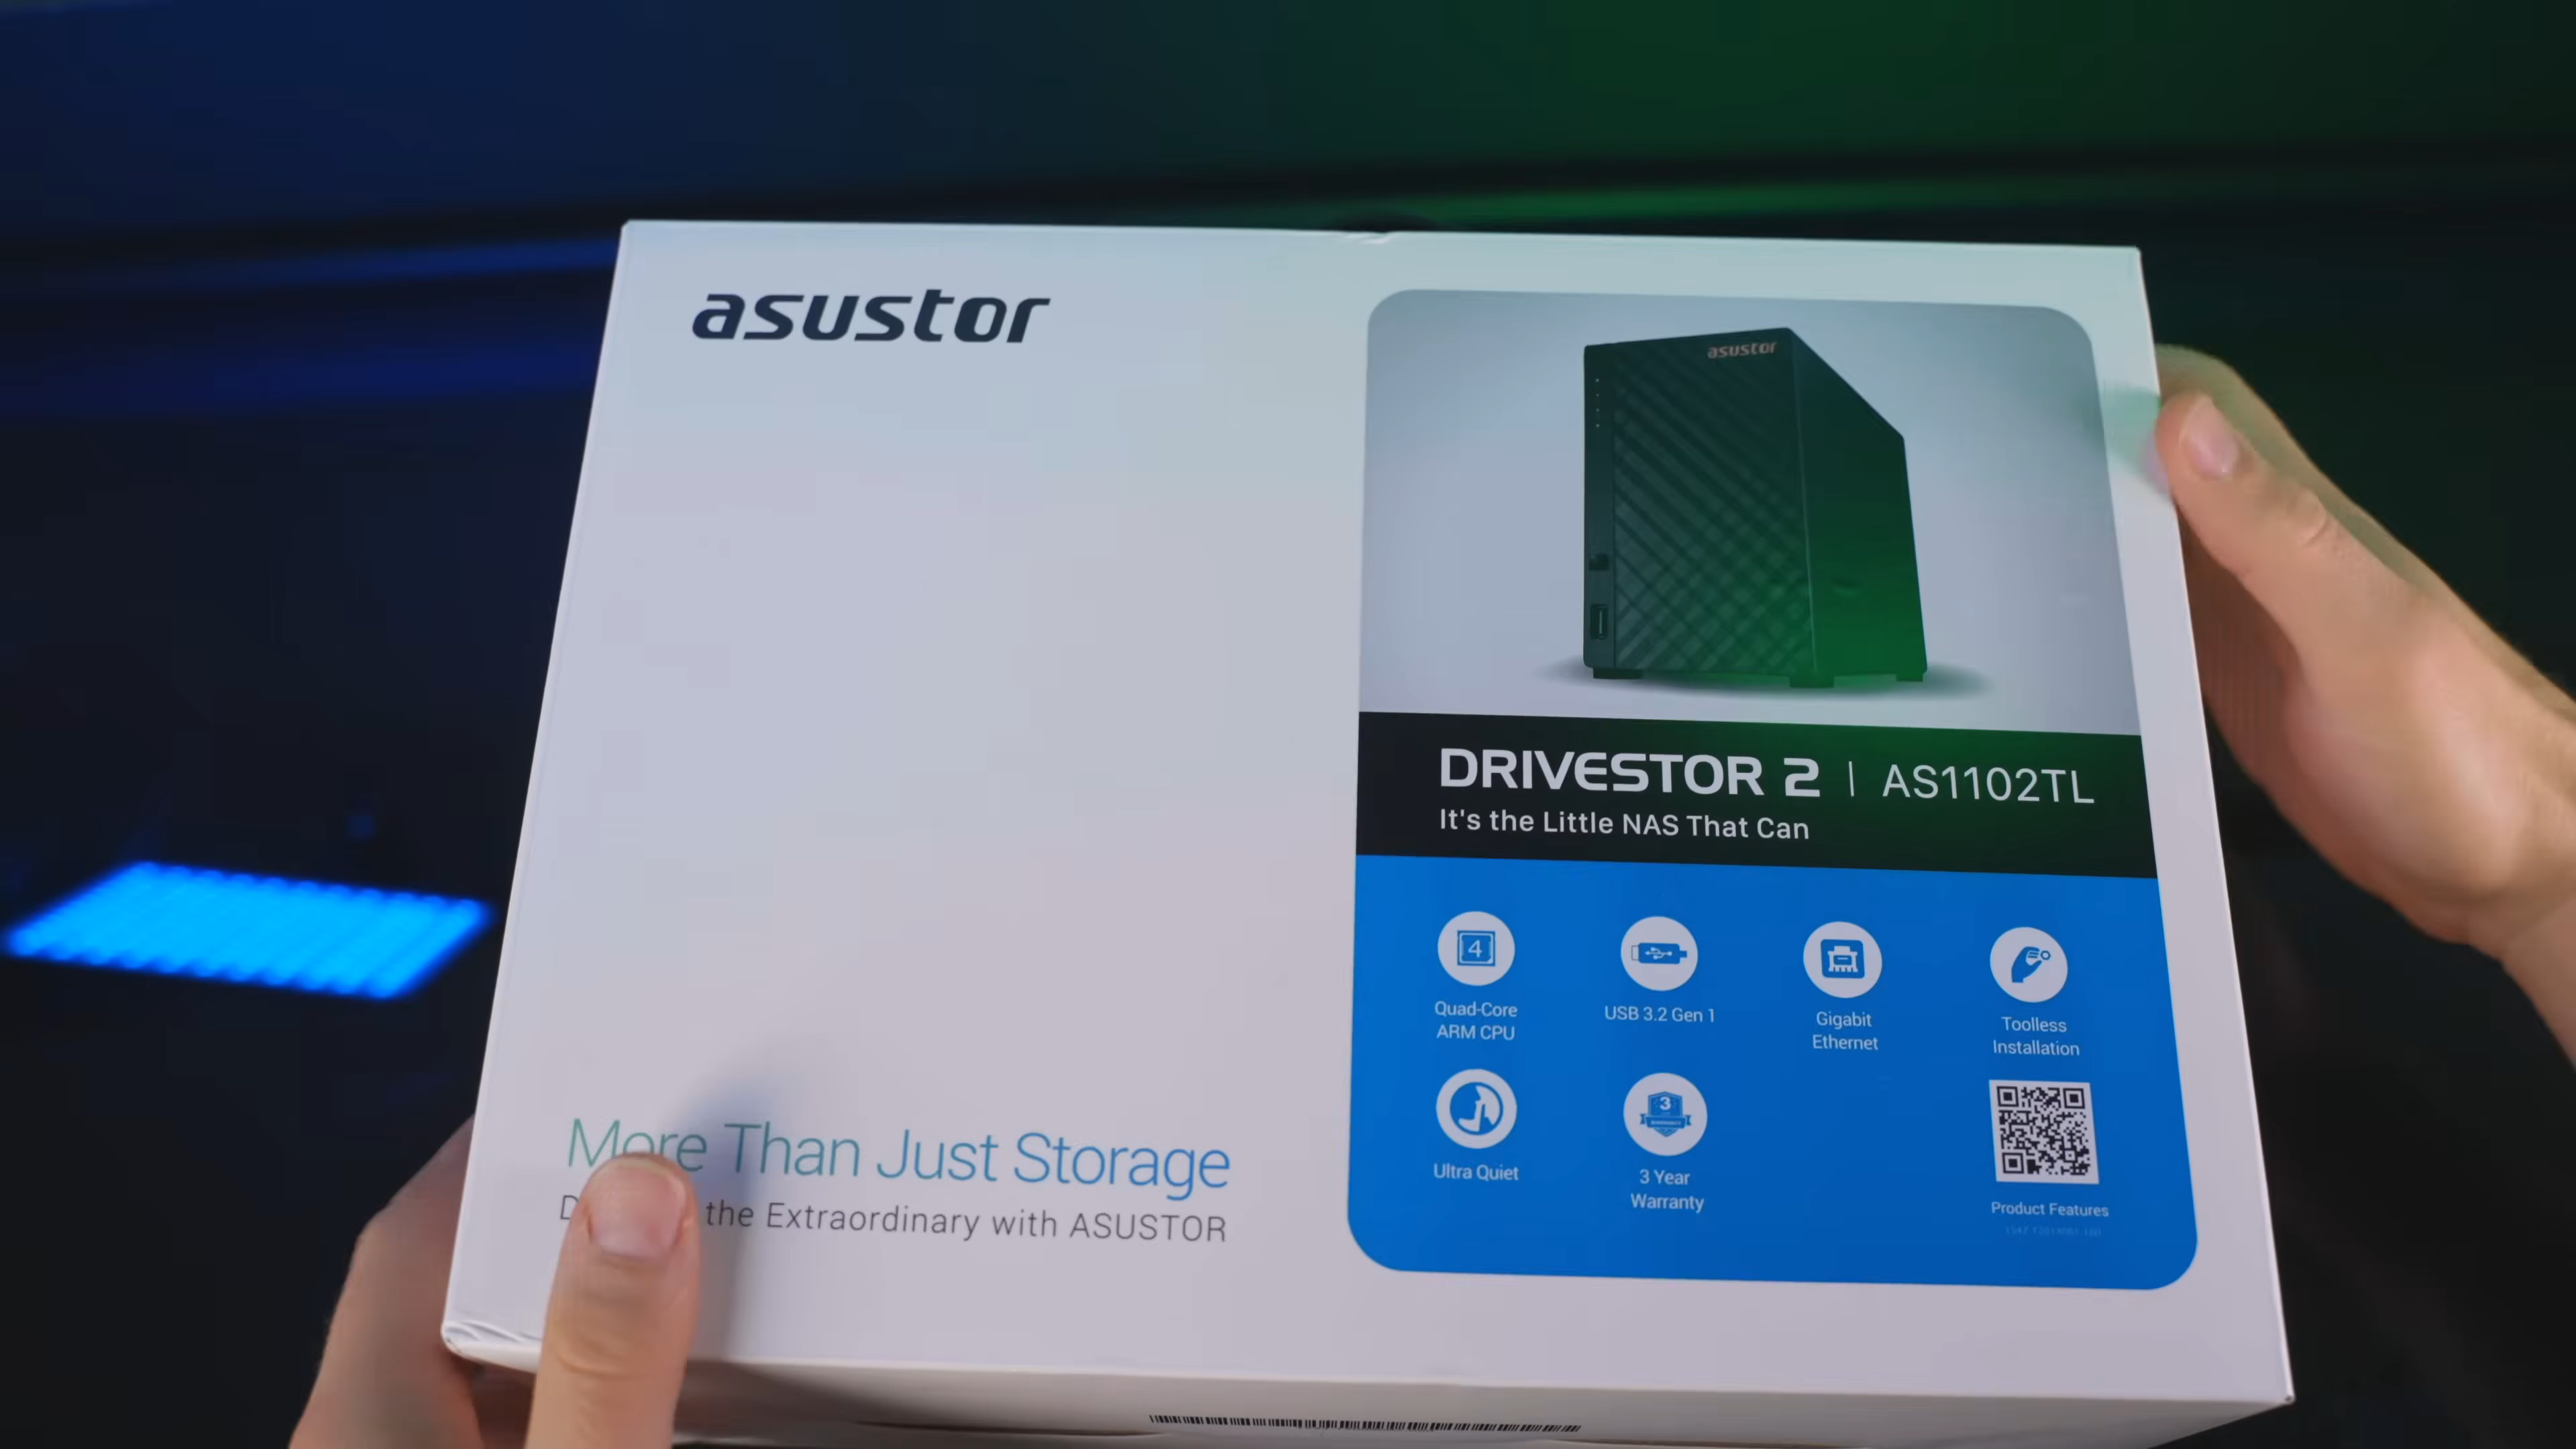 asustor
asustor
DRIVESTOR 2 | AS1102TL
It's the Little NAS That Can
4
Quad-Core
ARM CPU
USB 3.2 Gen 1
Gigabit
Ethernet
Toolless
Installation
Ultra Quiet
3
3 Year
Warranty
Product Features
More Than Just Storage
the Extraordinary with ASUSTOR